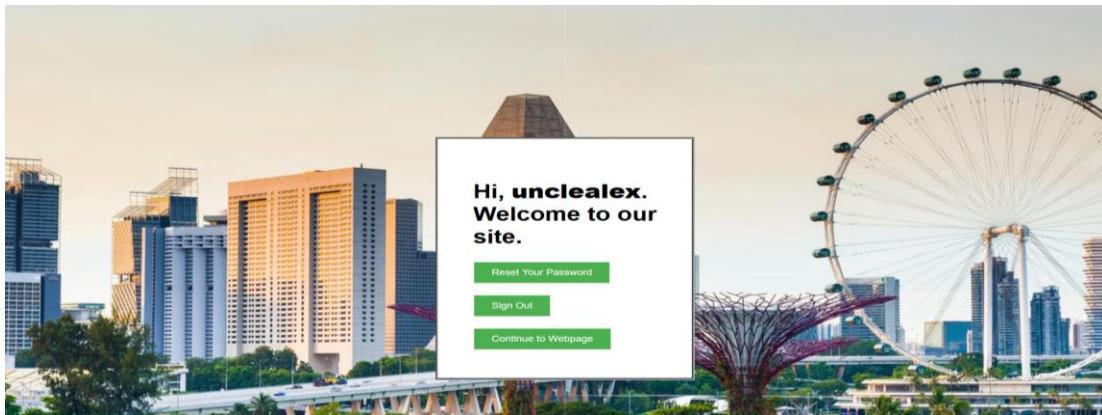 Hi, unclealex.
Welcome to our
site.
Reset Your Password
Sign Out
Continue to Webpage